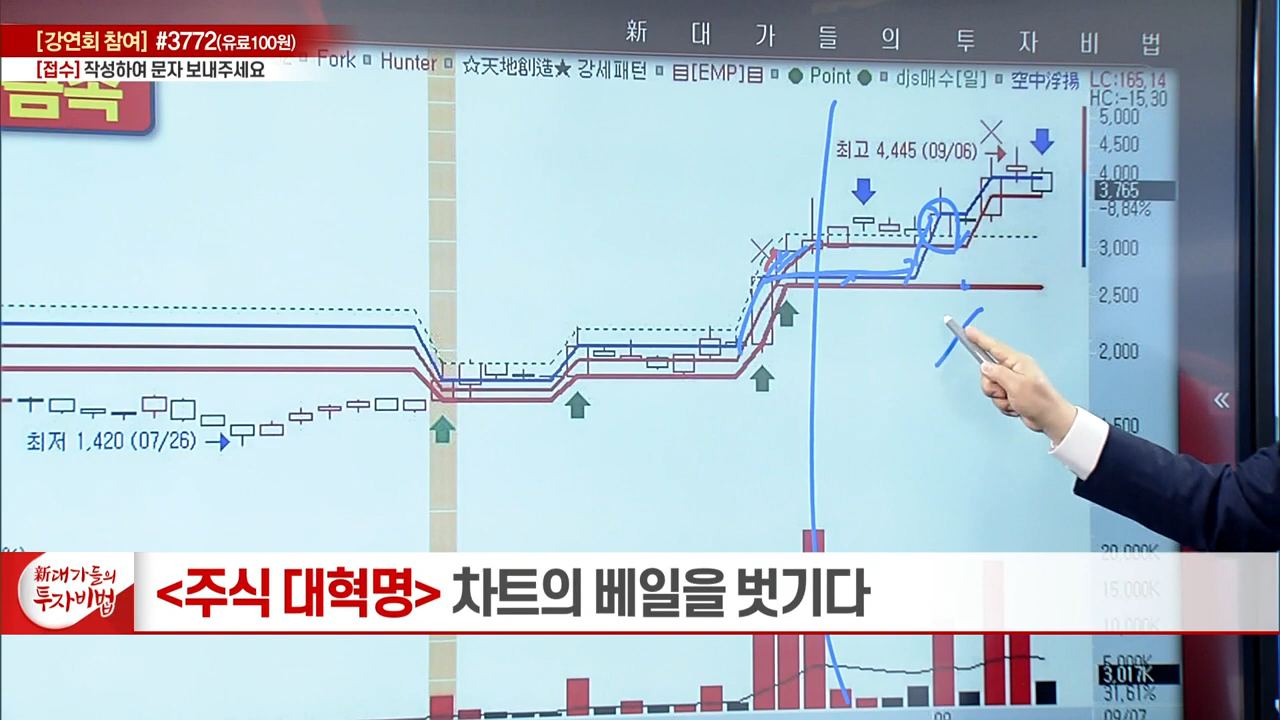 [강연회 참여] #3772(유료100원)
[접수] 작성하여 문자 보내주세요
新 대 가 들 의 투 자 비 법
Fork Hunter ☆天地創造★ 강세패턴 目[EMP]目 Point djs매수[일] 空中浮揚
LC:165,14
HC:-15,30
5,000
최고 4,445 (09/06)
4,500
4,000
3,765
-8,84%
3,000
2,500
2,000
최저 1,420 (07/26)
新대가들의
투자비법
<주식 대혁명> 차트의 베일을 벗기다
20,000K
15,000K
10,000K
5,000K
3,017K
31,61%
09/07